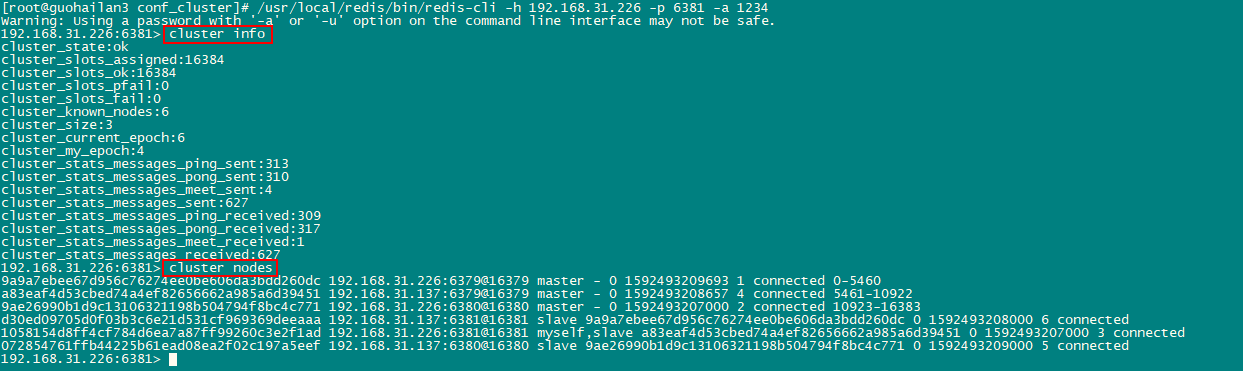 [root@guohailan3 conf_cluster]# /usr/local/redis/bin/redis-cli -h 192.168.31.226 -p 6381 -a 1234
Warning: Using a password with '-a' or '-u' option on the command line interface may not be safe.
192.168.31.226:6381> cluster info
cluster_state:ok
cluster_slots_assigned:16384
cluster_slots_ok:16384
cluster_slots_pfail:0
cluster_slots_fail:0
cluster_known_nodes:6
cluster_size:3
cluster_current_epoch:6
cluster_my_epoch:4
cluster_stats_messages_ping_sent:313
cluster_stats_messages_pong_sent:310
cluster_stats_messages_meet_sent:4
cluster_stats_messages_sent:627
cluster_stats_messages_ping_received:309
cluster_stats_messages_pong_received:317
cluster_stats_messages_meet_received:1
cluster_stats_messages_received:627
192.168.31.226:6381> cluster nodes
9a9a7ebee67d956c76274ee0be606da3bdd260dc 192.168.31.226:6379@16379 master - 0 1592493209693 1 connected 0-5460
a83eaf4d53cbed74a4ef82656662a985a6d39451 192.168.31.137:6379@16379 master - 0 1592493208657 4 connected 5461-10922
9ae26990b1d9c13106321198b504794f8bc4c771 192.168.31.226:6380@16380 master - 0 1592493207000 2 connected 10923-16383
d30ed09705d0f03b3c6e21d531cf969369deeaaa 192.168.31.137:6381@16381 slave 9a9a7ebee67d956c76274ee0be606da3bdd260dc 0 1592493208000 6 connected
1058154d8ff4cf784d6ea7a87ff99260c3e2f1ad 192.168.31.226:6381@16381 myself,slave a83eaf4d53cbed74a4ef82656662a985a6d39451 0 1592493207000 3 connected
072854761ffb44225b61ead08ea2f02c197a5eef 192.168.31.137:6380@16380 slave 9ae26990b1d9c13106321198b504794f8bc4c771 0 1592493209000 5 connected
192.168.31.226:6381>